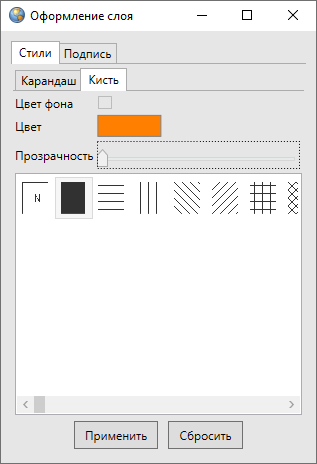 Оформление слоя
Стили Подпись
Карандаш Кисть
Цвет фона
Цвет
Прозрачность
N
Применить Сбросить